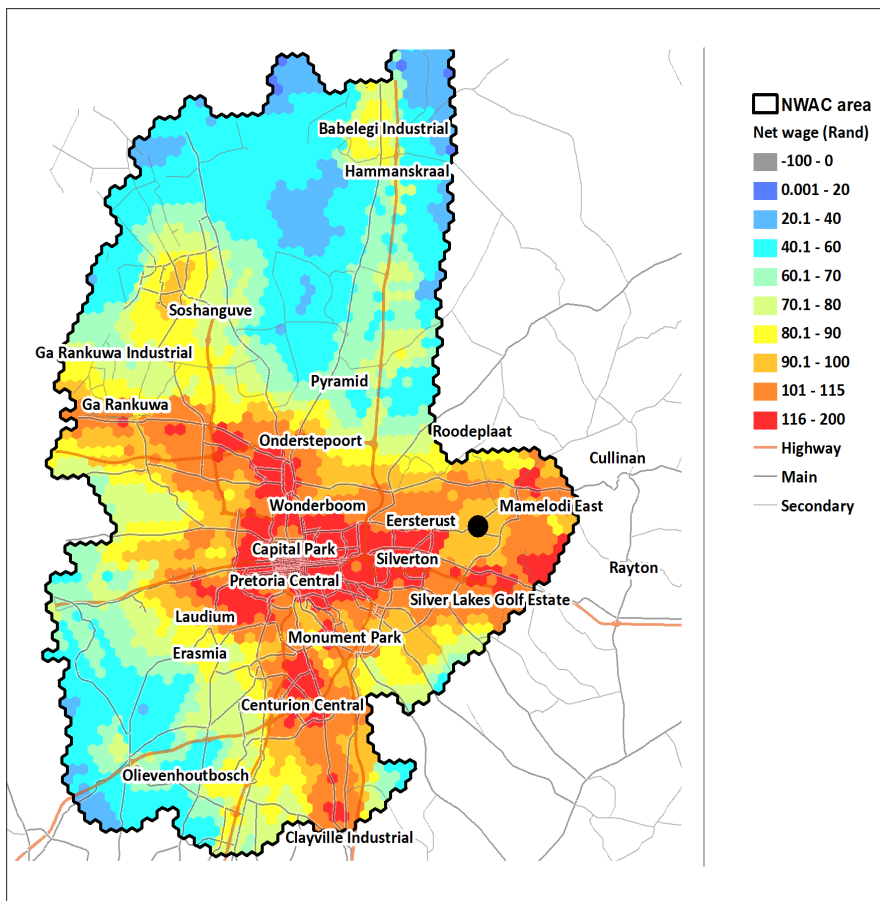 Babelegi Industrial
Hammanskraal
Soshanguve
Ga Rankuwa Industrial
Pyramid
Ga Rankuwa
Roodeplaat
Onderstepoort
Cullinan
Wonderboom
Mamelodi East
Eersterust
Capital Park
Silverton
Rayton
Pretoria Central
Silver Lakes Golf Estate
Laudium
Monument Park
Erasmia
Centurion Central
Olievenhoutbosch
Clayville Industrial
NWAC area
Net wage (Rand)
-100 - 0
0.001 - 20
20.1 - 40
40.1 - 60
60.1 - 70
70.1 - 80
80.1 - 90
90.1 - 100
101 - 115
116 - 200
Highway
Main
Secondary